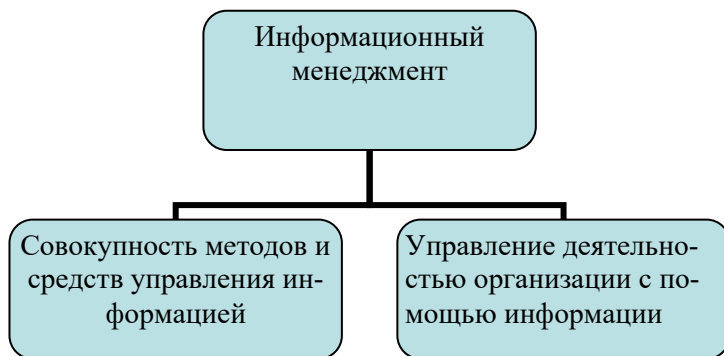 Информационный
менеджмент
Совокупность методов и
средств управления ин-
формацией
Управление деятельно-
стью организации с по-
мощью информации